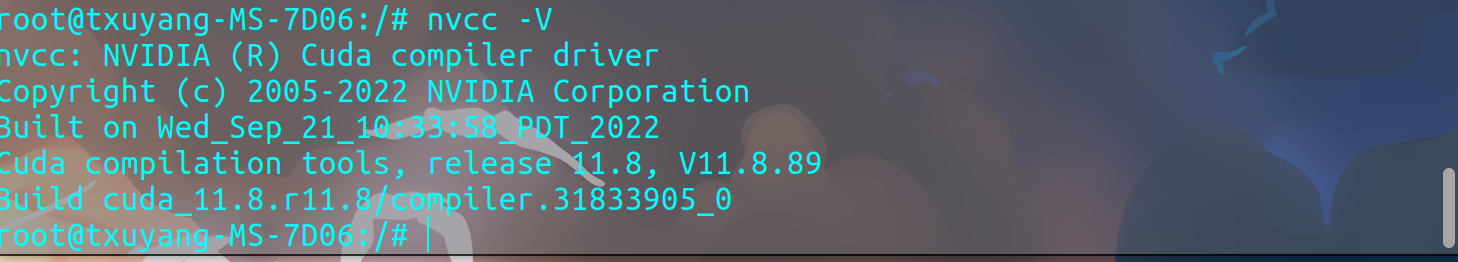 root@txuyang-MS-7D06:/# nvcc -V
nvcc: NVIDIA (R) Cuda compiler driver
Copyright (c) 2005-2022 NVIDIA Corporation
Built on Wed_Sep_21_10:33:58_PDT_2022
Cuda compilation tools, release 11.8, V11.8.89
Build cuda_11.8.r11.8/compiler.31833905_0
root@txuyang-MS-7D06:/#